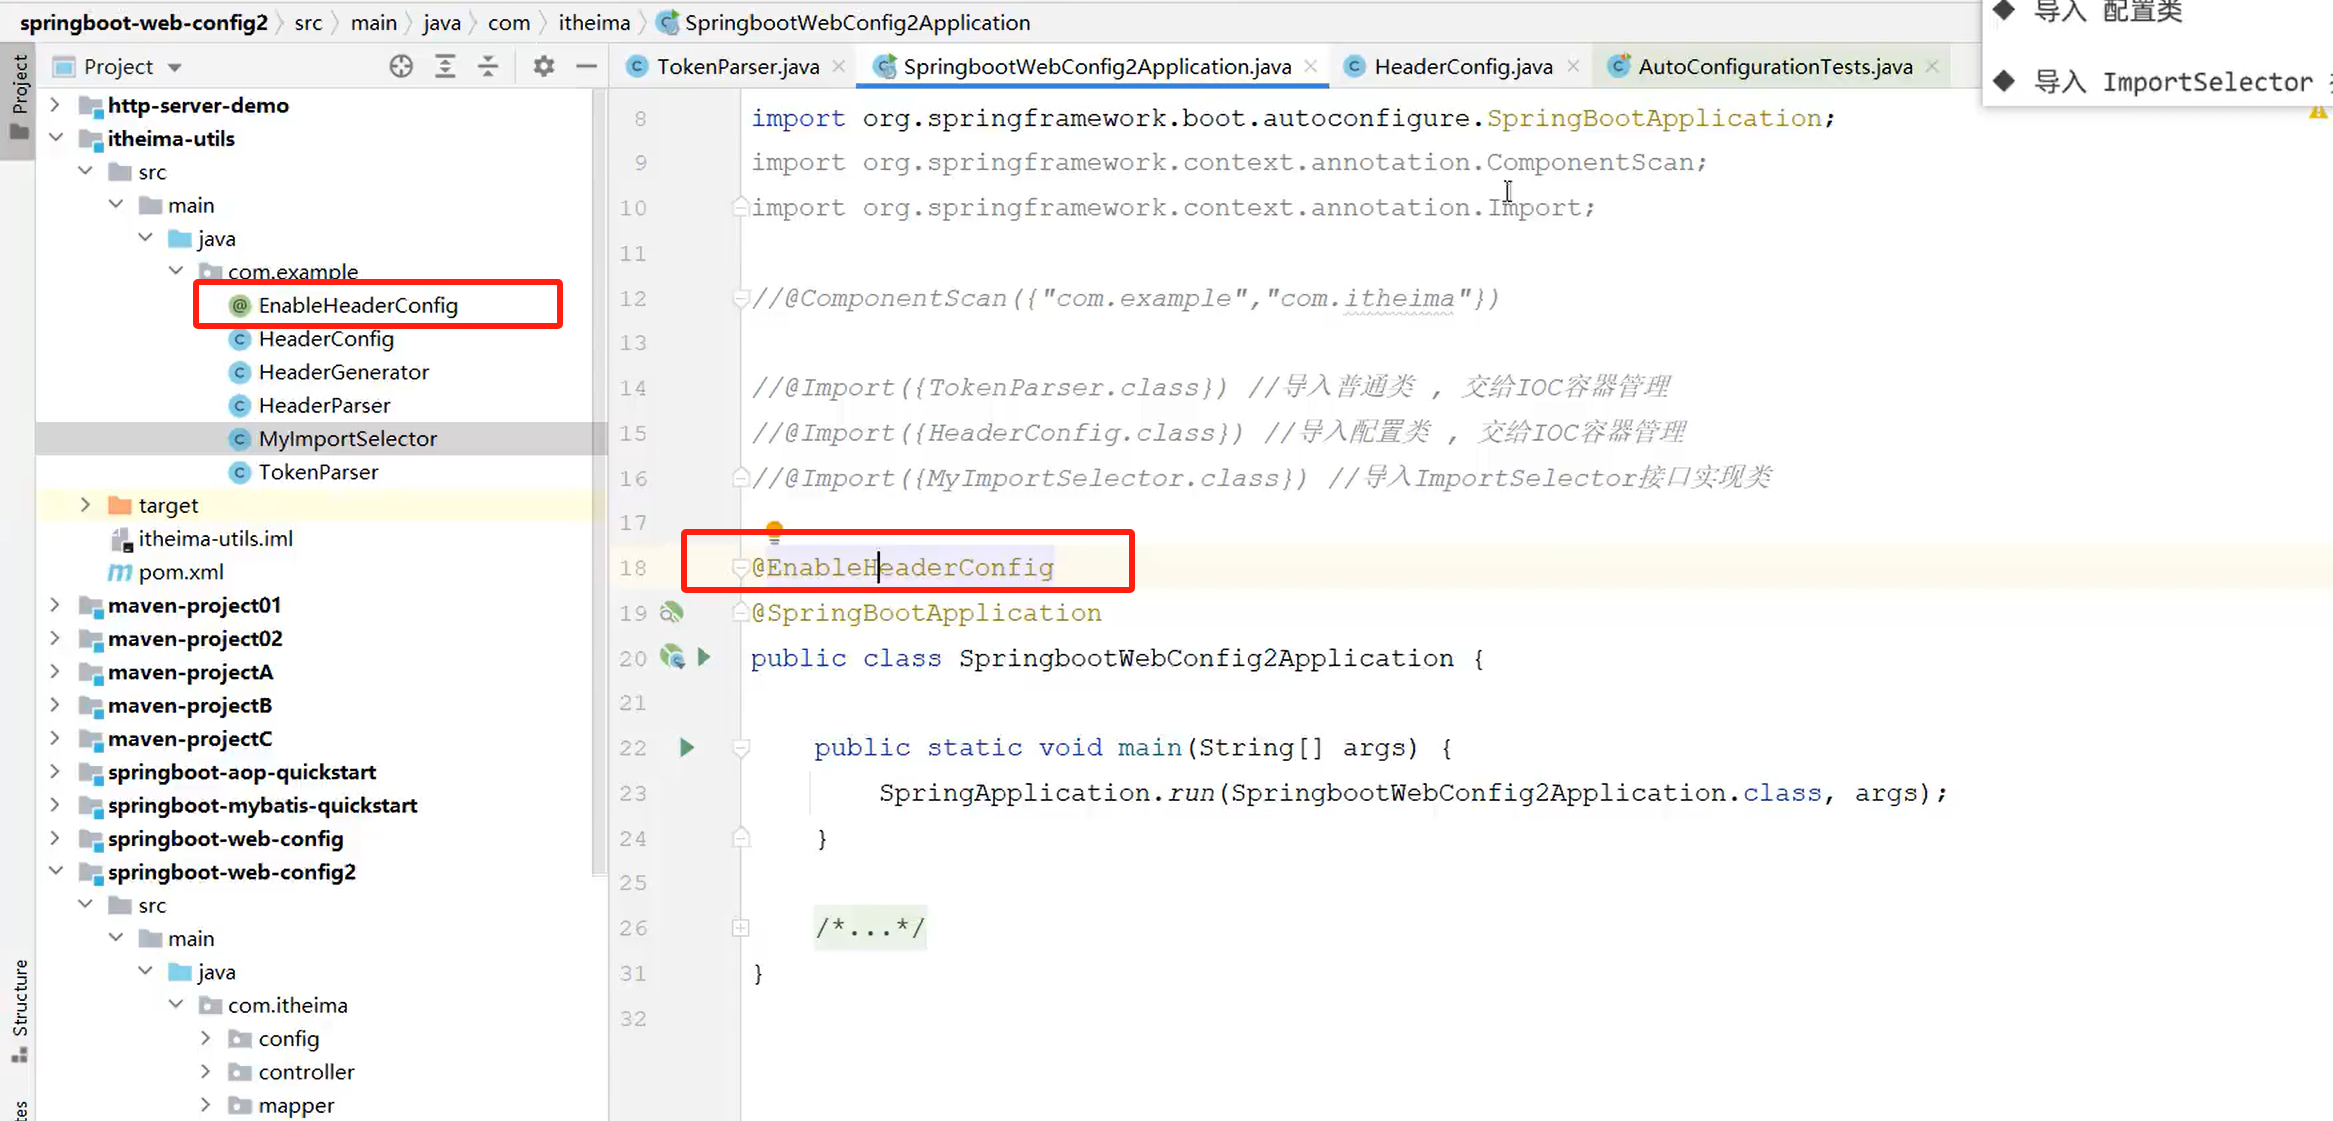 springboot-web-config2 src main java com itheima SpringbootWebConfig2Application
导入 配置类
导入 ImportSelector
Project
Project
TokenParser.java
SpringbootWebConfig2Application.java
HeaderConfig.java
AutoConfigurationTests.java
http-server-demo
itheima-utils
src
main
java
com.example
EnableHeaderConfig
HeaderConfig
HeaderGenerator
HeaderParser
MyImportSelector
TokenParser
target
itheima-utils.iml
pom.xml
maven-project01
maven-project02
maven-projectA
maven-projectB
maven-projectC
springboot-aop-quickstart
springboot-mybatis-quickstart
springboot-web-config
springboot-web-config2
src
main
java
com.itheima
config
controller
mapper
Structure
8 import org.springframework.boot.autoconfigure.SpringBootApplication;
9 import org.springframework.context.annotation.ComponentScan;
10 import org.springframework.context.annotation.Import;
11
12 //@ComponentScan({"com.example","com.itheima"})
13
14 //@Import({TokenParser.class}) //导入普通类 , 交给IOC容器管理
15 //@Import({HeaderConfig.class}) //导入配置类 , 交给IOC容器管理
16 //@Import({MyImportSelector.class}) //导入ImportSelector接口实现类
17
18 @EnableHeaderConfig
19 @SpringBootApplication
20 public class SpringbootWebConfig2Application {
21
22 public static void main(String[] args) {
23 SpringApplication.run(SpringbootWebConfig2Application.class, args);
24 }
25
26 /*...*/
31 }
32